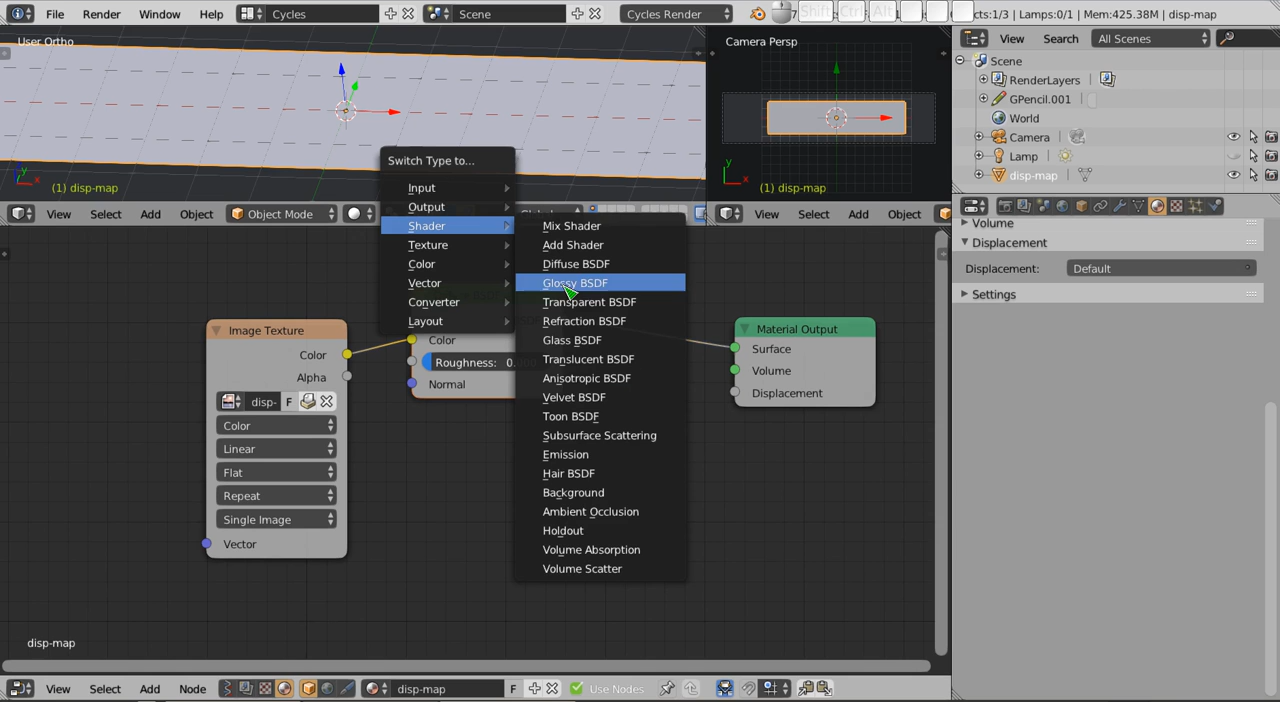 File Render Window Help Cycles Scene Cycles Render Shift Ctrl Alt cts:1/3 | Lamps:0/1 | Mem:425.38M | disp-map
User Ortho
(1) disp-map
Camera Persp
(1) disp-map
View Search All Scenes
Scene
RenderLayers
GPencil.001
World
Camera
Lamp
disp-map
View Select Add Object Object Mode
View Select Add Object
Volume
Displacement
Displacement: Default
Settings
Switch Type to...
Input
Output
Shader
Texture
Color
Vector
Converter
Layout
Mix Shader
Add Shader
Diffuse BSDF
Glossy BSDF
Transparent BSDF
Refraction BSDF
Glass BSDF
Translucent BSDF
Anisotropic BSDF
Velvet BSDF
Toon BSDF
Subsurface Scattering
Emission
Hair BSDF
Background
Ambient Occlusion
Holdout
Volume Absorption
Volume Scatter
Image Texture
Color
Alpha
disp- F
Color
Linear
Flat
Repeat
Single Image
Vector
Color
Roughness: 0.
Normal
Material Output
Surface
Volume
Displacement
disp-map
View Select Add Node disp-map F Use Nodes